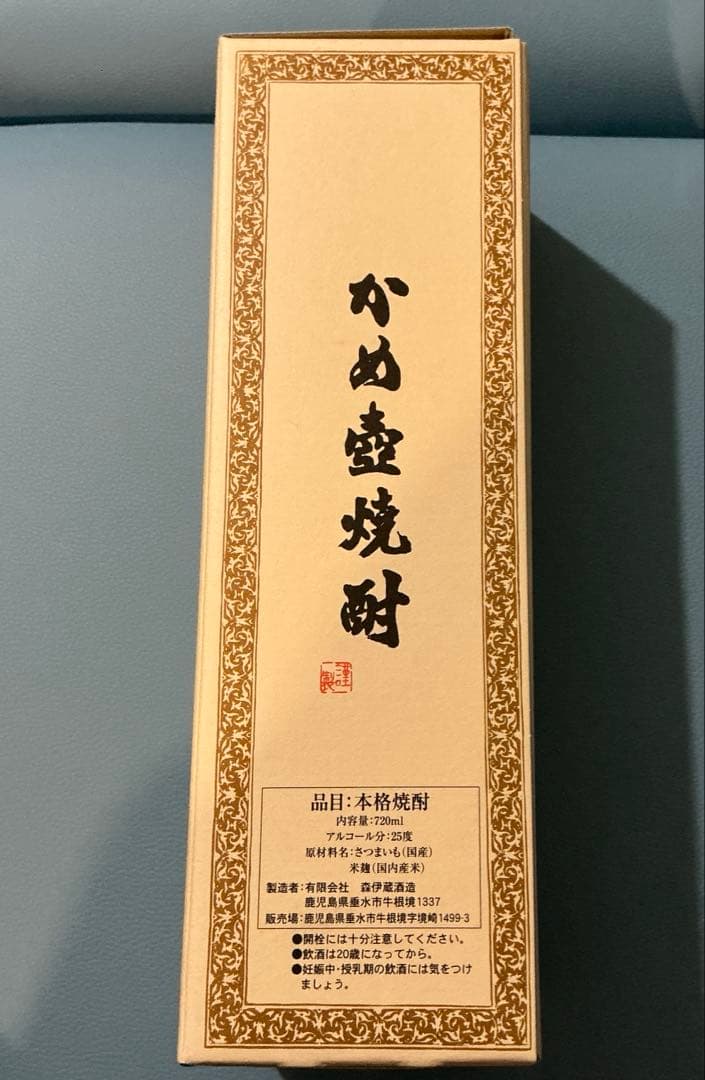 かめ壺焼酎
謹製
品目:本格焼酎
内容量:720ml
アルコール分:25度
原材料名:さつまいも(国産)
米麹(国内産米)
製造者:有限会社 森伊蔵酒造
鹿児島県垂水市牛根境1337
販売場:鹿児島県垂水市牛根境字境崎1499-3
●開栓には十分注意してください。
●飲酒は20歳になってから。
●妊娠中・授乳期の飲酒には気をつけ
ましょう。